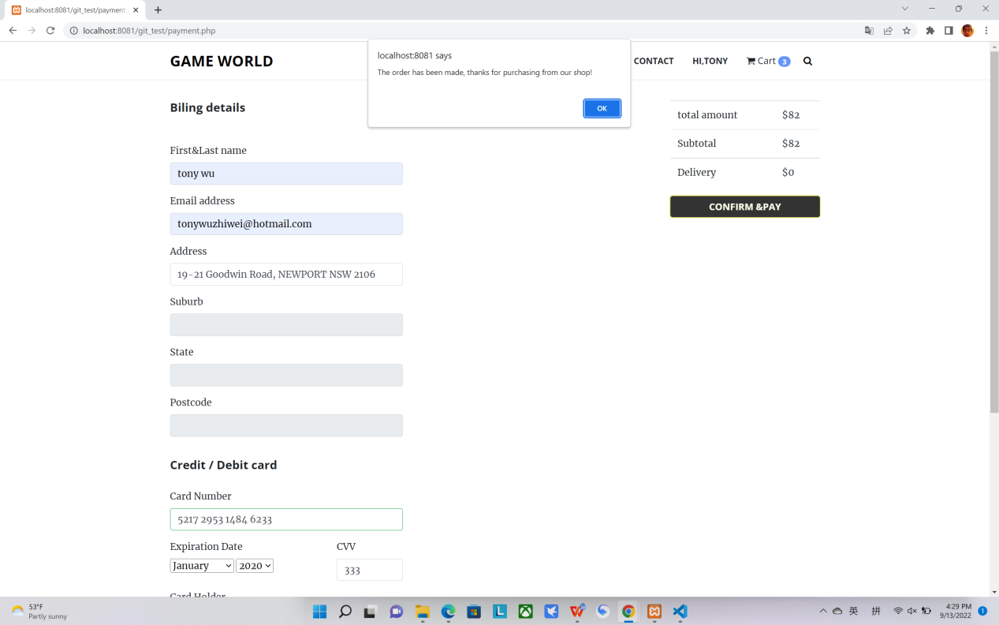 localhost:8081/git_test/payment.
localhost:8081/git_test/payment.php
GAME WORLD
CONTACT
HI,TONY
Cart 3
localhost:8081 says
The order has been made, thanks for purchasing from our shop!
OK
Biling details
First&Last name
tony wu
Email address
tonywuzhiwei@hotmail.com
Address
19-21 Goodwin Road, NEWPORT NSW 2106
Suburb
State
Postcode
Credit / Debit card
Card Number
5217 2953 1484 6233
Expiration Date
CVV
January 2020
333
Card Holder
total amount $82
Subtotal $82
Delivery $0
CONFIRM &PAY
53°F
Partly sunny
英
拼
4:29 PM
9/13/2022
1